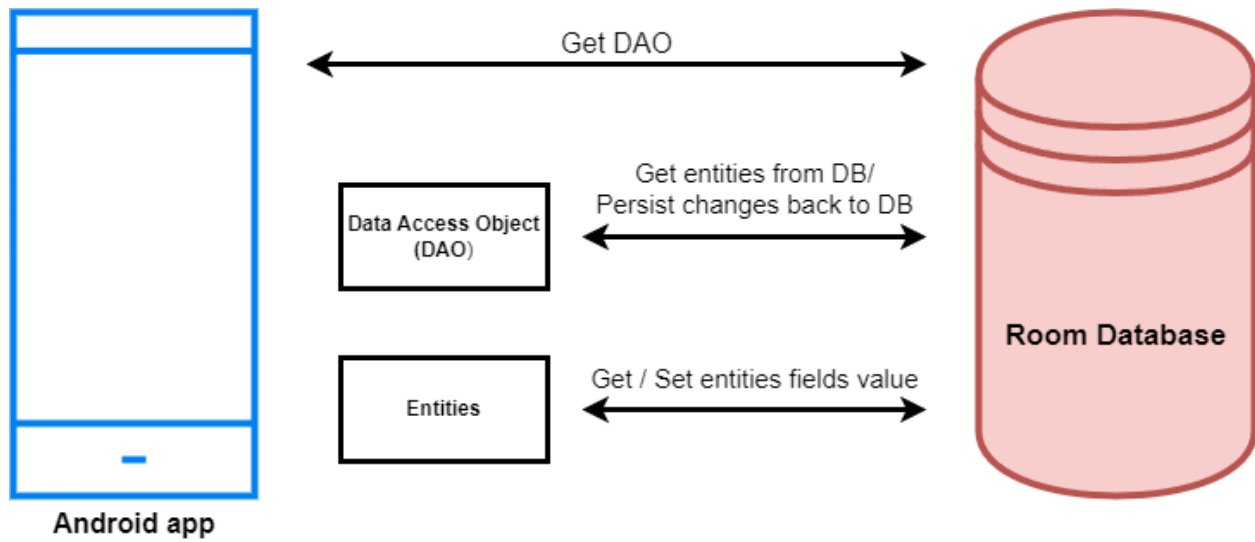 Get DAO
Get entities from DB/
Persist changes back to DB
Data Access Object
(DAO)
Room Database
Get / Set entities fields value
Entities
Android app